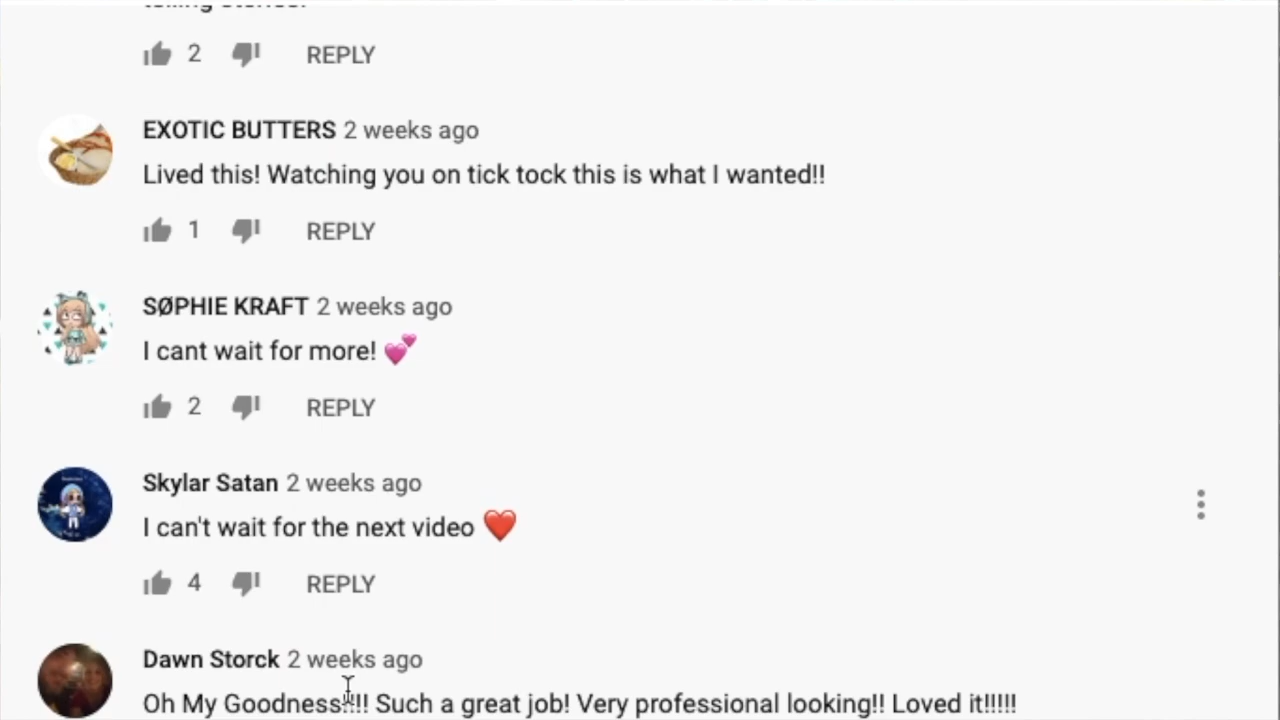 2 REPLY
EXOTIC BUTTERS 2 weeks ago
Lived this! Watching you on tick tock this is what I wanted!!
1 REPLY
SØPHIE KRAFT 2 weeks ago
I cant wait for more! 💕
2 REPLY
Skylar Satan 2 weeks ago
I can't wait for the next video ❤️
4 REPLY
Dawn Storck 2 weeks ago
Oh My Goodness!!!! Such a great job! Very professional looking!! Loved it!!!!!